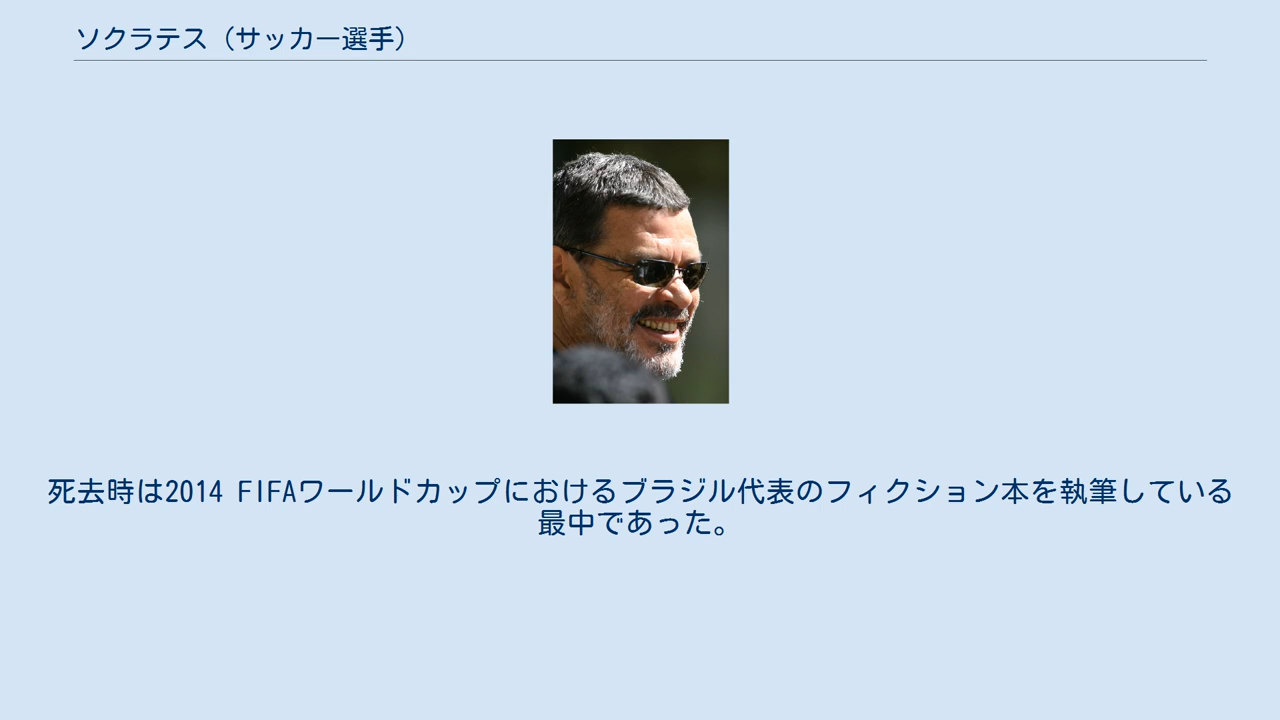 ソクラテス（サッカー選手）
死去時は2014 FIFAワールドカップにおけるブラジル代表のフィクション本を執筆している
最中であった。